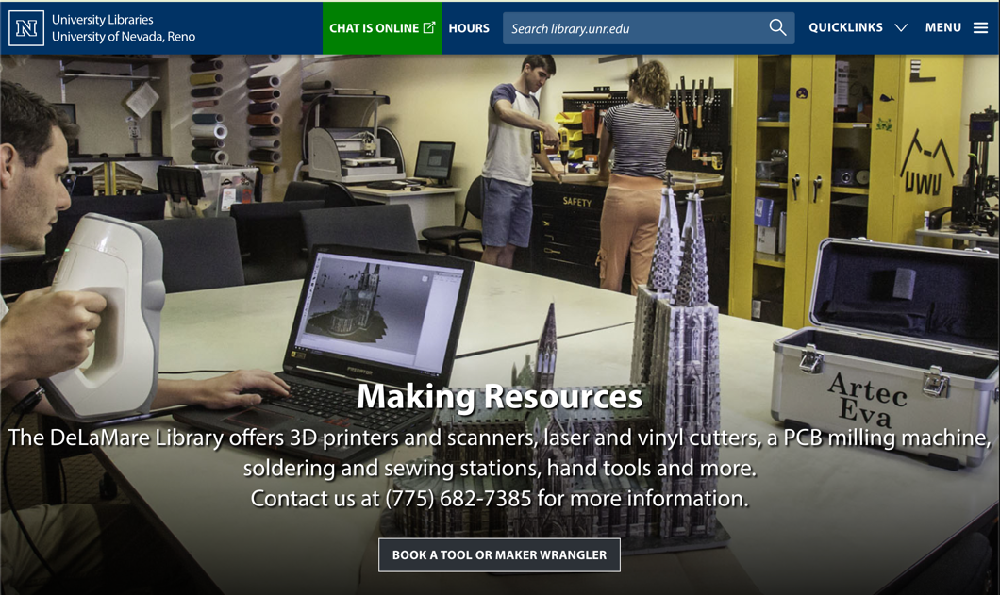 N
University Libraries
University of Nevada, Reno
CHAT IS ONLINE
HOURS
Search library.unr.edu
QUICKLINKS
MENU
SAFETY
UWU
PREDATOR
Artec
Eva
Making Resources
The DeLaMare Library offers 3D printers and scanners, laser and vinyl cutters, a PCB milling machine,
soldering and sewing stations, hand tools and more.
Contact us at (775) 682-7385 for more information.
BOOK A TOOL OR MAKER WRANGLER